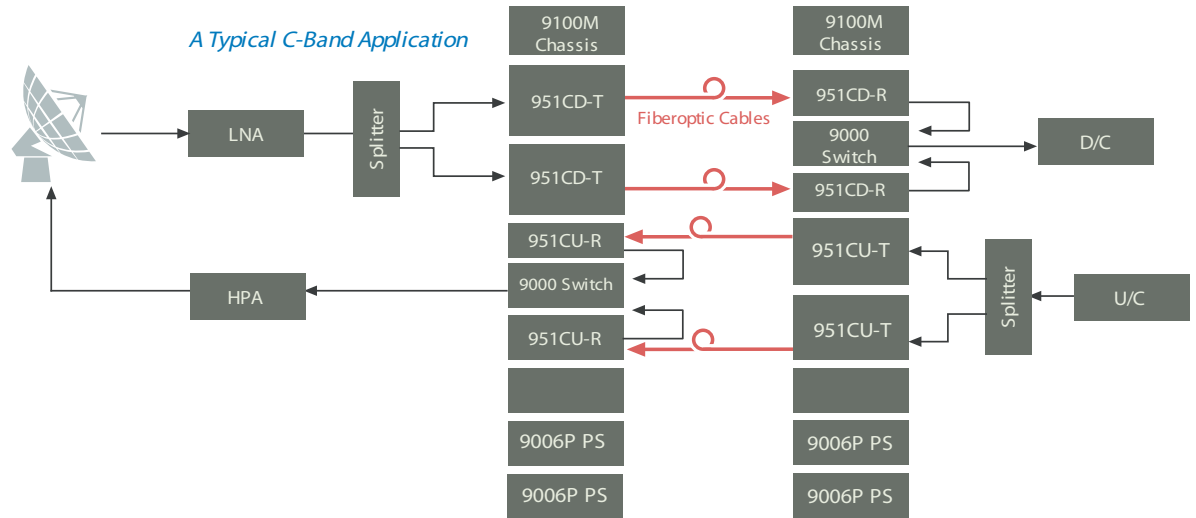 A Typical C-Band Application
9100M
Chassis
9100M
Chassis
LNA
Splitter
951CD-T
Fiberoptic Cables
951CD-R
9000
Switch
D/C
951CD-T
951CD-R
951CU-R
951CU-T
HPA
9000 Switch
Splitter
U/C
951CU-R
951CU-T
9006P PS
9006P PS
9006P PS
9006P PS